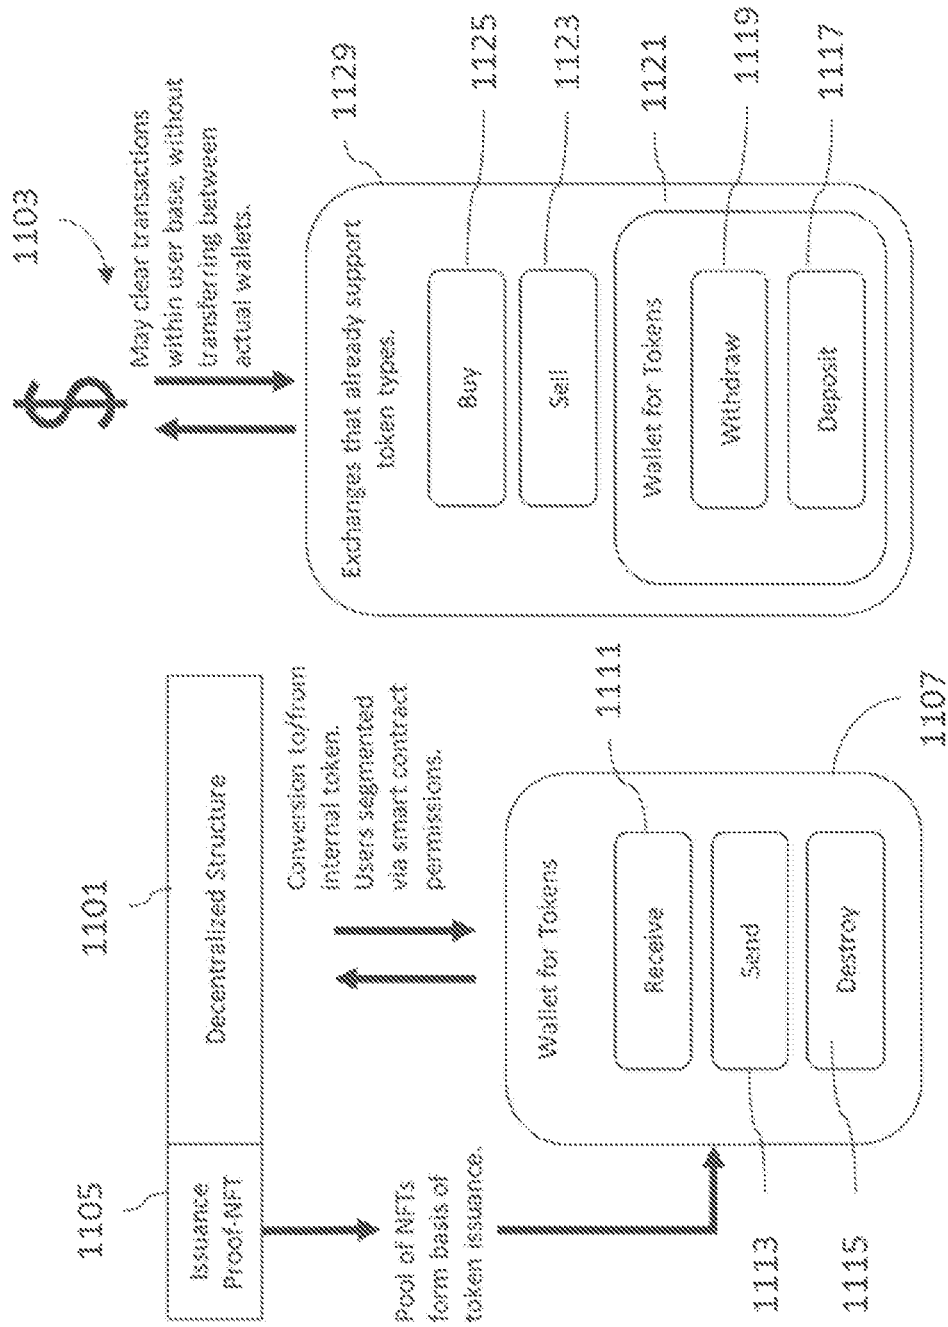 1105
1101
1103
Issuance
Proof-NFT
Decentralized Structure
$
May clear transactions
within user base, without
transferring between
actual wallets.
Pool of NFTs
form basis of
token issuance.
Conversion to/from
internal token.
Users segmented
via smart contract
permissions.
1129
Exchanges that already support
token types.
Buy
1125
Sell
1123
1121
Wallet for Tokens
Withdraw
1119
Deposit
1117
Wallet for Tokens
Receive
1111
Send
1113
Destroy
1115
1107